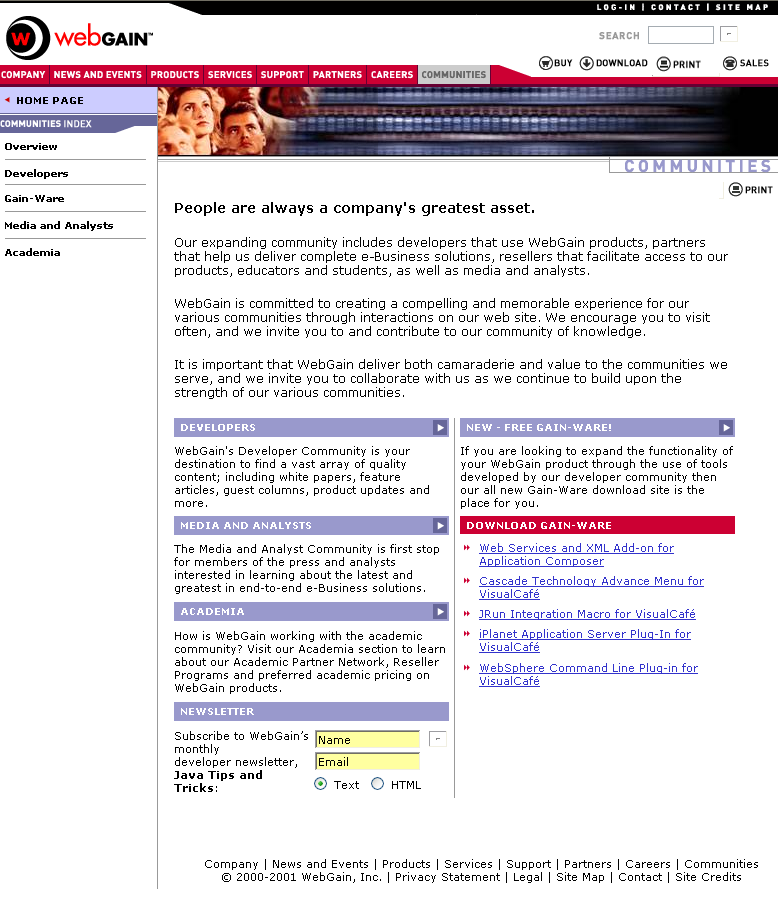 LOG-IN | CONTACT | SITE MAP
webGAIN™
SEARCH
BUY DOWNLOAD PRINT SALES
COMPANY NEWS AND EVENTS PRODUCTS SERVICES SUPPORT PARTNERS CAREERS COMMUNITIES
HOME PAGE
COMMUNITIES INDEX
Overview
Developers
Gain-Ware
Media and Analysts
Academia
COMMUNITIES
PRINT
People are always a company's greatest asset.
Our expanding community includes developers that use WebGain products, partners
that help us deliver complete e-Business solutions, resellers that facilitate access to our
products, educators and students, as well as media and analysts.
WebGain is committed to creating a compelling and memorable experience for our
various communities through interactions on our web site. We encourage you to visit
often, and we invite you to and contribute to our community of knowledge.
It is important that WebGain deliver both camaraderie and value to the communities we
serve, and we invite you to collaborate with us as we continue to build upon the
strength of our various communities.
DEVELOPERS
WebGain's Developer Community is your
destination to find a vast array of quality
content; including white papers, feature
articles, guest columns, product updates and
more.
MEDIA AND ANALYSTS
The Media and Analyst Community is first stop
for members of the press and analysts
interested in learning about the latest and
greatest in end-to-end e-Business solutions.
ACADEMIA
How is WebGain working with the academic
community? Visit our Academia section to learn
about our Academic Partner Network, Reseller
Programs and preferred academic pricing on
WebGain products.
NEWSLETTER
Subscribe to WebGain's
monthly
developer newsletter,
Java Tips and
Tricks:
Name
Email
Text HTML
NEW - FREE GAIN-WARE!
If you are looking to expand the functionality of
your WebGain product through the use of tools
developed by our developer community then
our all new Gain-Ware download site is the
place for you.
DOWNLOAD GAIN-WARE
Web Services and XML Add-on for
Application Composer
Cascade Technology Advance Menu for
VisualCafé
JRun Integration Macro for VisualCafé
iPlanet Application Server Plug-In for
VisualCafé
WebSphere Command Line Plug-in for
VisualCafé
Company | News and Events | Products | Services | Support | Partners | Careers | Communities
© 2000-2001 WebGain, Inc. | Privacy Statement | Legal | Site Map | Contact | Site Credits